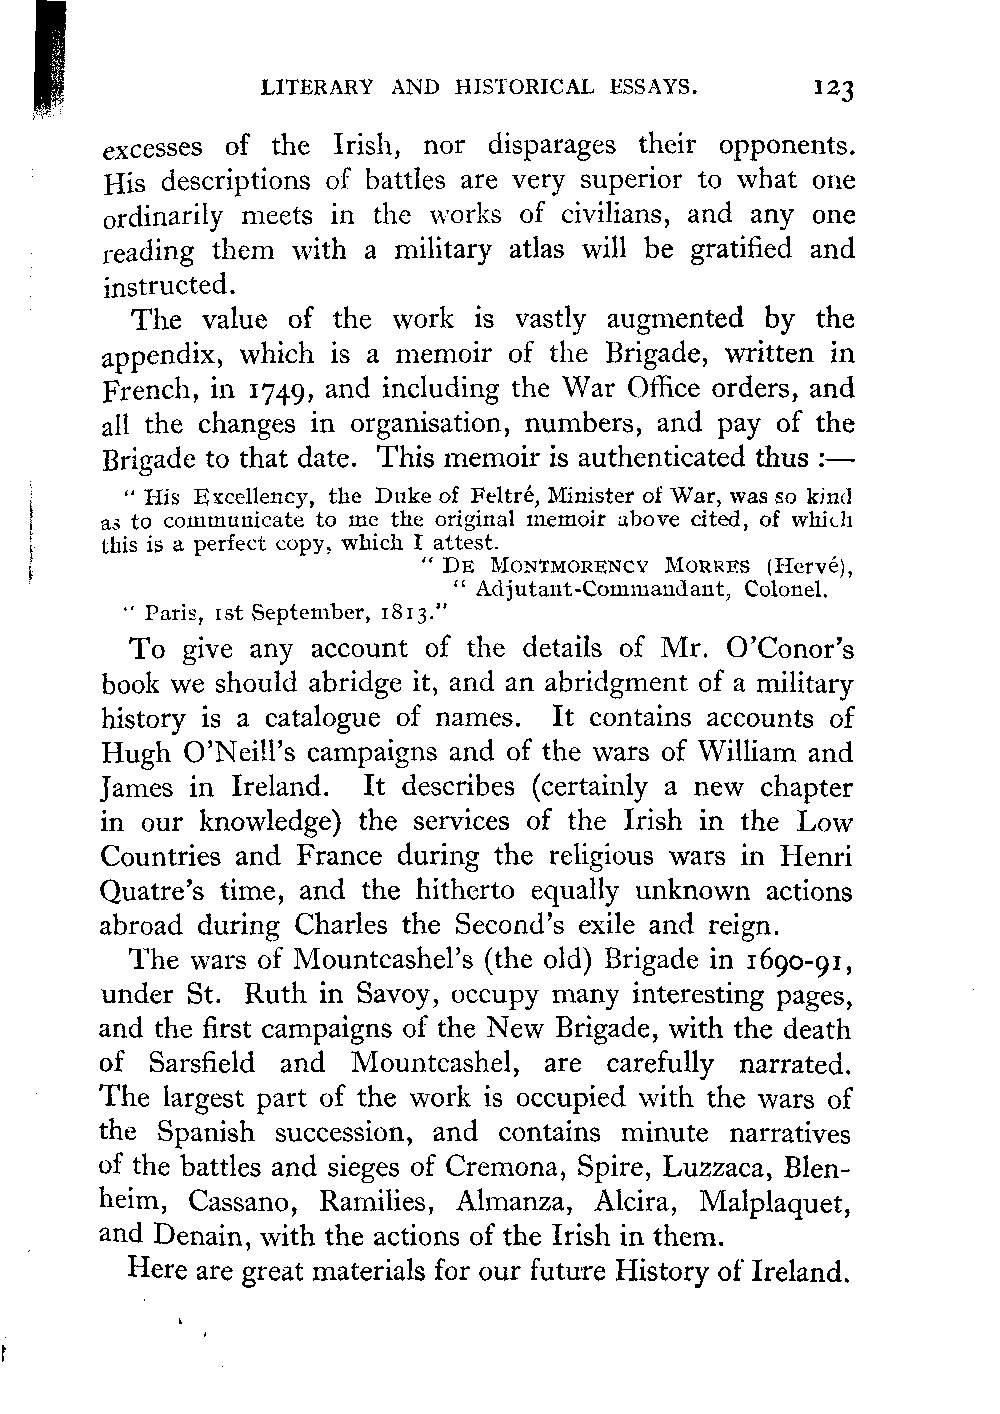 LITERARY AND HISTORICAL ESSAYS. 123
excesses of the Irish, nor disparages their opponents.
His descriptions of battles are very superior to what one
ordinarily meets in the works of civilians, and any one
reading them with a military atlas will be gratified and
instructed.
The value of the work is vastly augmented by the
appendix, which is a memoir of the Brigade, written in
French, in 1749, and including the War Office orders, and
all the changes in organisation, numbers, and pay of the
Brigade to that date. This memoir is authenticated thus :—
“ His Excellency, the Duke of Feltré, Minister of War, was so kind
as to communicate to me the original memoir above cited, of which
this is a perfect copy, which I attest.
“ DE MONTMORENCY MORRES (Hervé),
“ Adjutant-Commandant, Colonel.
“ Paris, 1st September, 1813.”
To give any account of the details of Mr. O’Conor’s
book we should abridge it, and an abridgment of a military
history is a catalogue of names. It contains accounts of
Hugh O’Neill’s campaigns and of the wars of William and
James in Ireland. It describes (certainly a new chapter
in our knowledge) the services of the Irish in the Low
Countries and France during the religious wars in Henri
Quatre’s time, and the hitherto equally unknown actions
abroad during Charles the Second’s exile and reign.
The wars of Mountcashel’s (the old) Brigade in 1690-91,
under St. Ruth in Savoy, occupy many interesting pages,
and the first campaigns of the New Brigade, with the death
of Sarsfield and Mountcashel, are carefully narrated.
The largest part of the work is occupied with the wars of
the Spanish succession, and contains minute narratives
of the battles and sieges of Cremona, Spire, Luzzaca, Blen-
heim, Cassano, Ramilies, Almanza, Alcira, Malplaquet,
and Denain, with the actions of the Irish in them.
Here are great materials for our future History of Ireland.